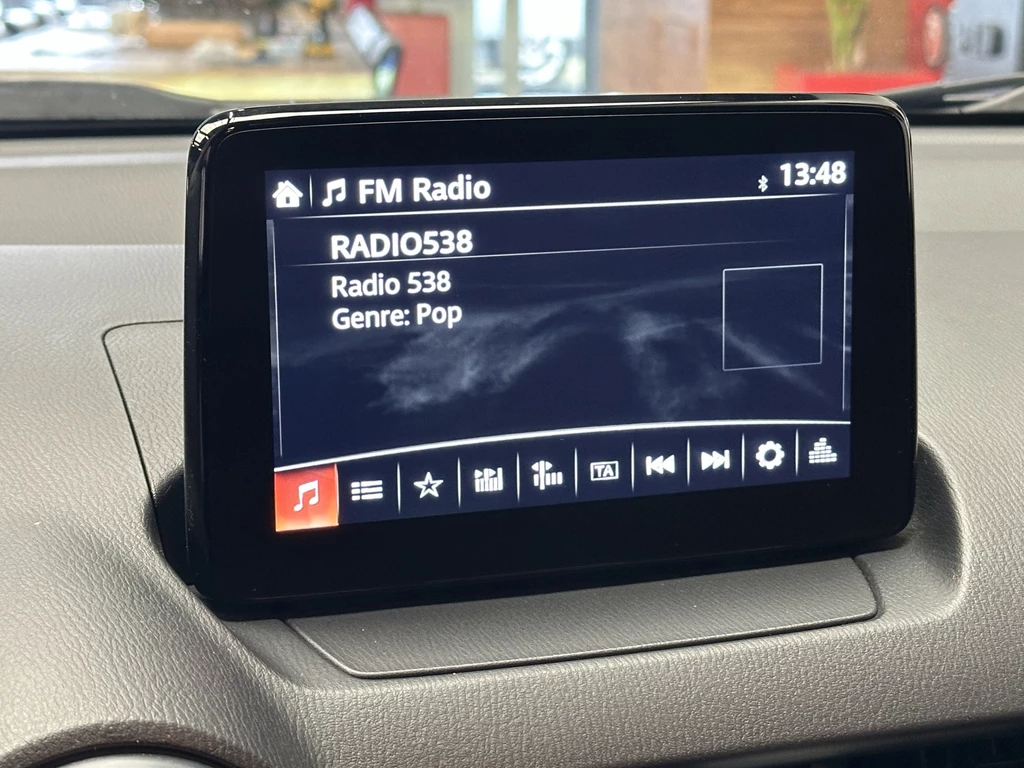 FM Radio 13:48
RADIO538
Radio 538
Genre: Pop
TA